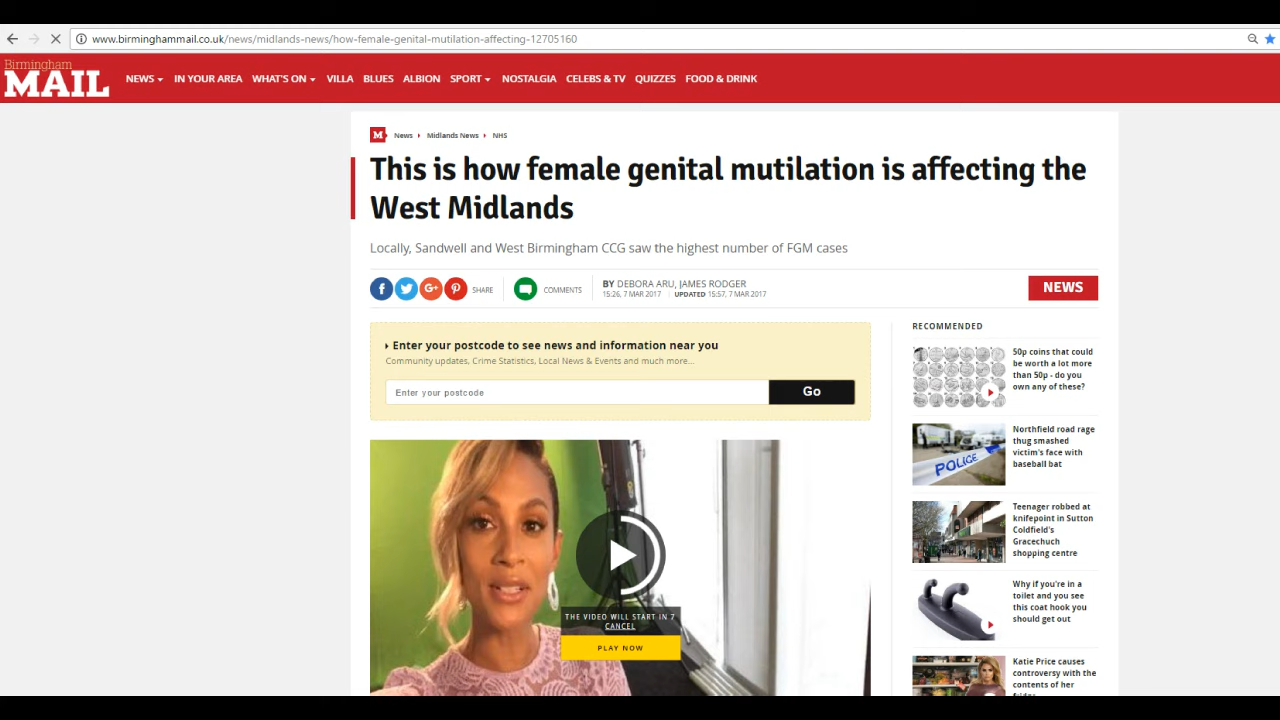 www.birminghammail.co.uk/news/midlands-news/how-female-genital-mutilation-affecting-12705160
Birmingham
MAIL
NEWS
IN YOUR AREA
WHAT'S ON
VILLA
BLUES
ALBION
SPORT
NOSTALGIA
CELEBS & TV
QUIZZES
FOOD & DRINK
M
News
Midlands News
NHS
This is how female genital mutilation is affecting the
West Midlands
Locally, Sandwell and West Birmingham CCG saw the highest number of FGM cases
SHARE
COMMENTS
BY DEBORA ARU, JAMES RODGER
15:26, 7 MAR 2017 UPDATED 15:57, 7 MAR 2017
NEWS
Enter your postcode to see news and information near you
Community updates, Crime Statistics, Local News & Events and much more...
Enter your postcode
Go
THE VIDEO WILL START IN 7
CANCEL
PLAY NOW
RECOMMENDED
50p coins that could
be worth a lot more
than 50p - do you
own any of these?
POLICE
Northfield road rage
thug smashed
victim's face with
baseball bat
Teenager robbed at
knifepoint in Sutton
Coldfield's
Gracechuch
shopping centre
Why if you're in a
toilet and you see
this coat hook you
should get out
Katie Price causes
controversy with the
contents of her